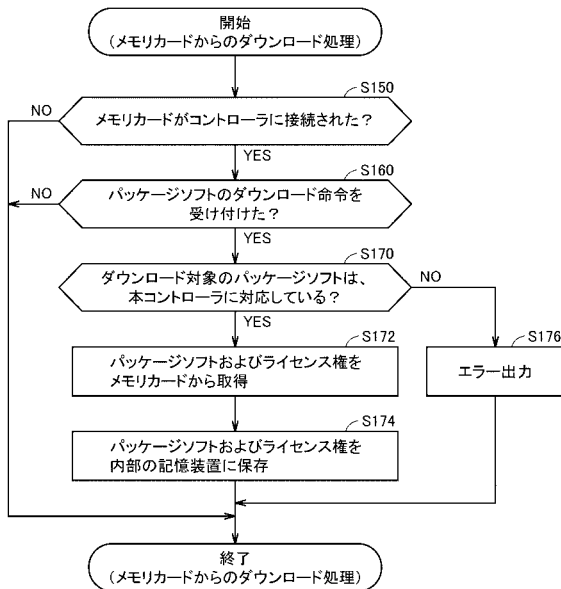 開始
(メモリカードからのダウンロード処理)
S150
NO
メモリカードがコントローラに接続された？
YES
S160
NO
パッケージソフトのダウンロード命令を
受け付けた？
YES
S170
ダウンロード対象のパッケージソフトは、
本コントローラに対応している？
NO
YES
S172
パッケージソフトおよびライセンス権を
メモリカードから取得
S176
エラー出力
S174
パッケージソフトおよびライセンス権を
内部の記憶装置に保存
終了
(メモリカードからのダウンロード処理)